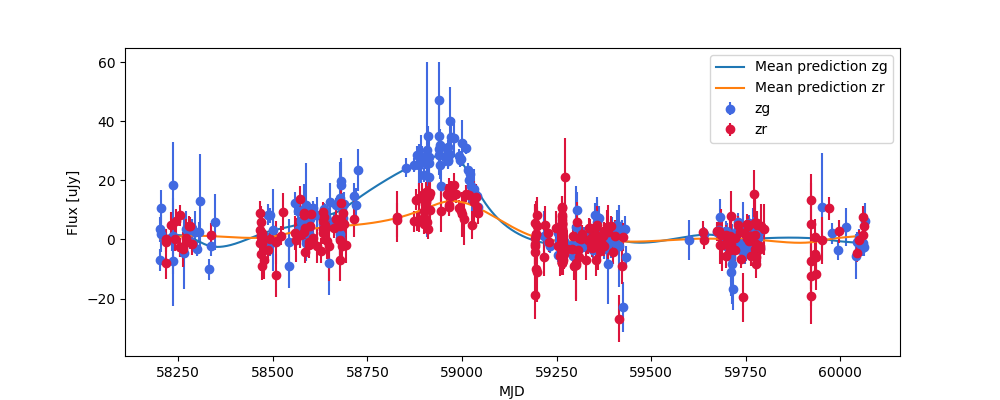 60
40
20
0
−20
Flux [uJy]
58250 58500 58750 59000 59250 59500 59750 60000
MJD
Mean prediction zg
Mean prediction zr
zg
zr